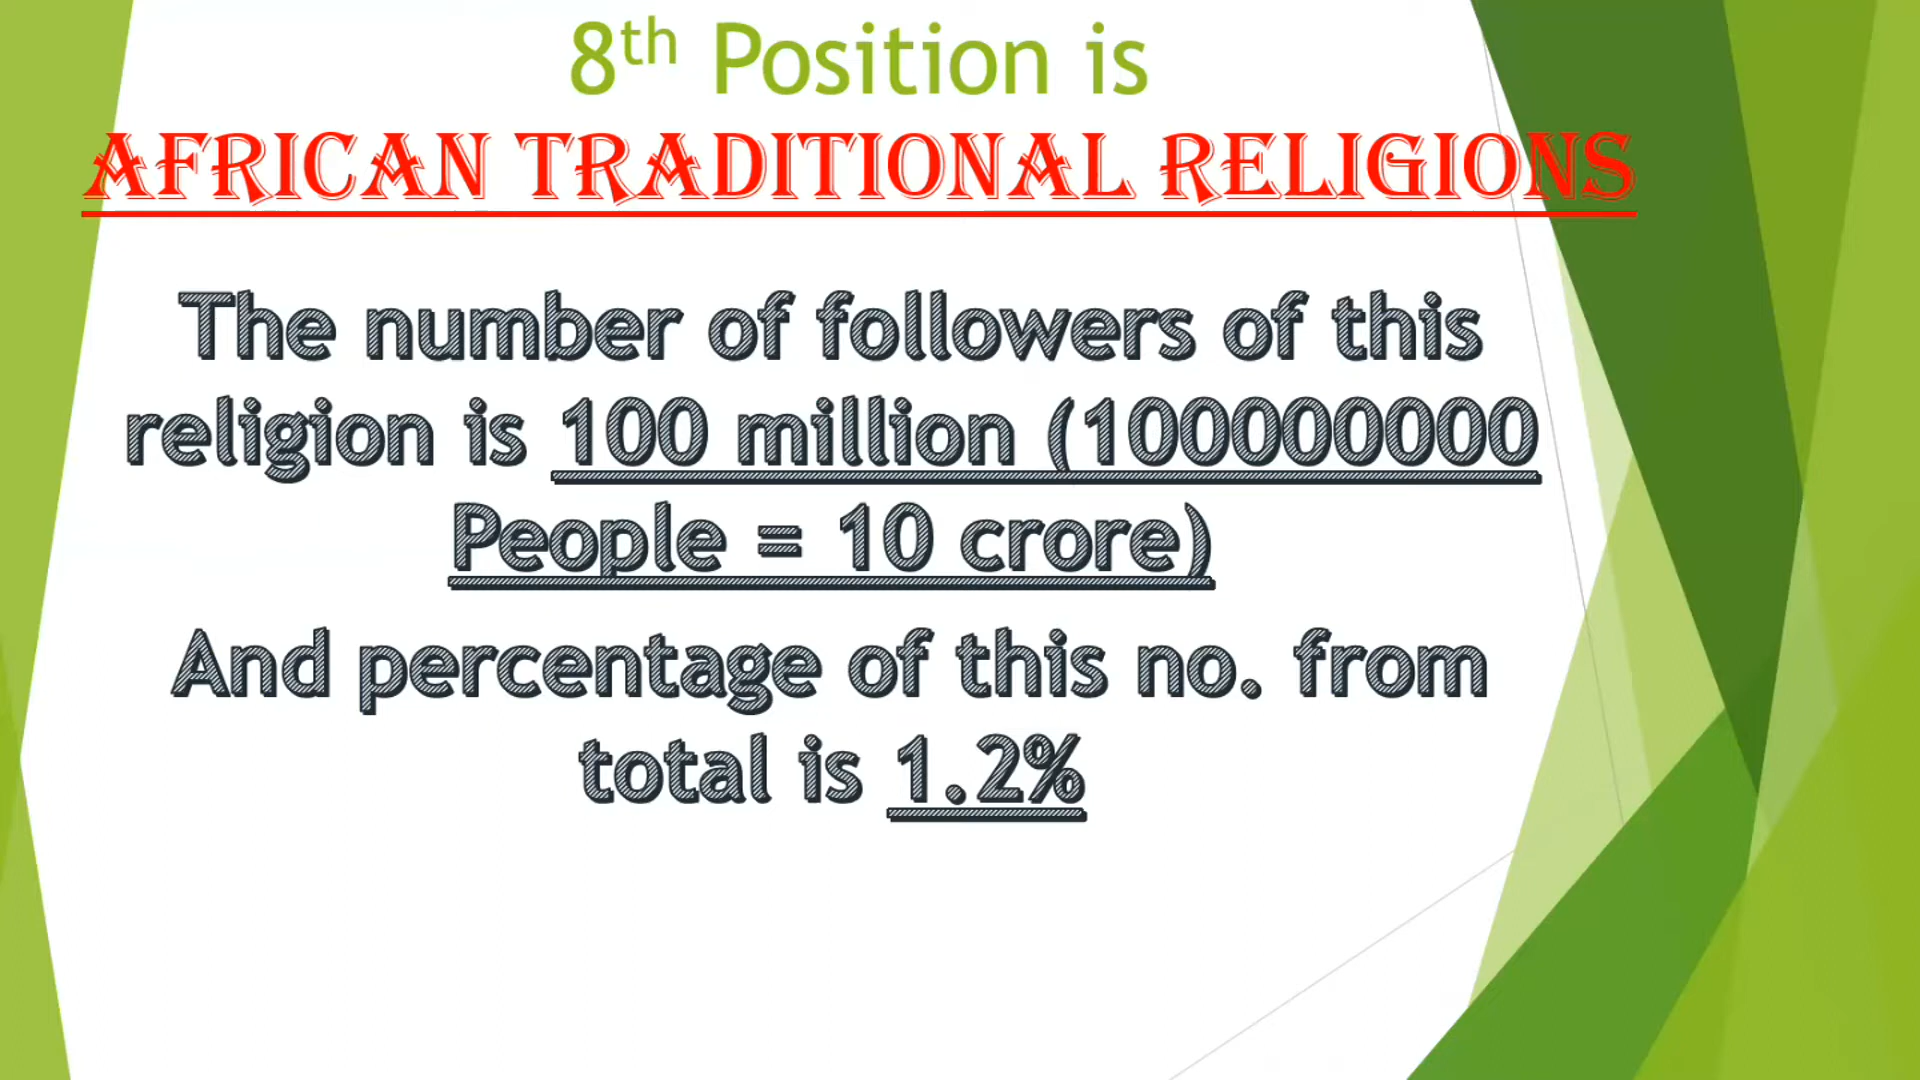 8th Position is
AFRICAN TRADITIONAL RELIGIONS
The number of followers of this
religion is 100 million (100000000
People = 10 crore)
And percentage of this no. from
total is 1.2%